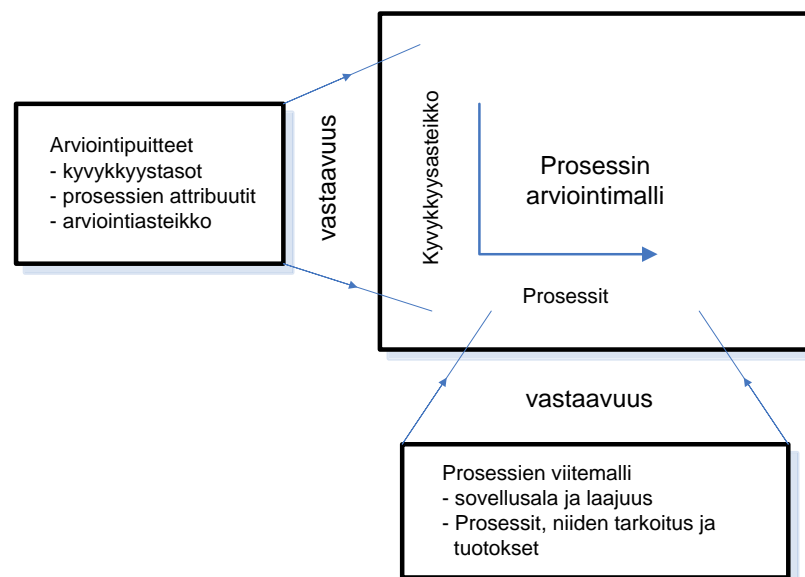 Arviointipuitteet
- kyvykkyystasot
- prosessien attribuutit
- arviointiasteikko
vastaavuus
Kyvykkyysasteikko
Prosessin
arviointimalli
Prosessit
vastaavuus
Prosessien viitemalli
- sovellusala ja laajuus
- Prosessit, niiden tarkoitus ja
tuotokset